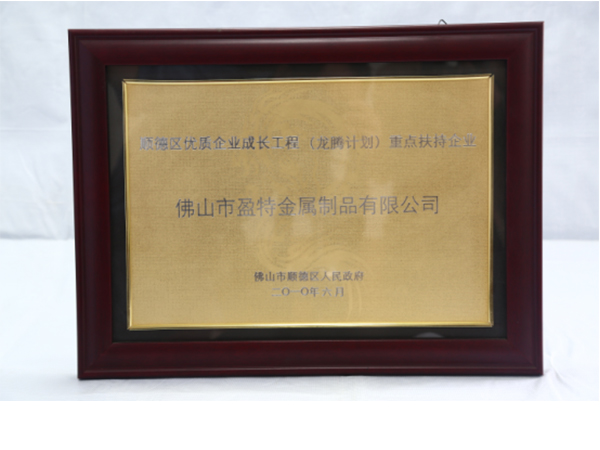 顺德区优质企业成长工程（龙腾计划）重点扶持企业
佛山市盈特金属制品有限公司
佛山市顺德区人民政府
二〇一〇年六月